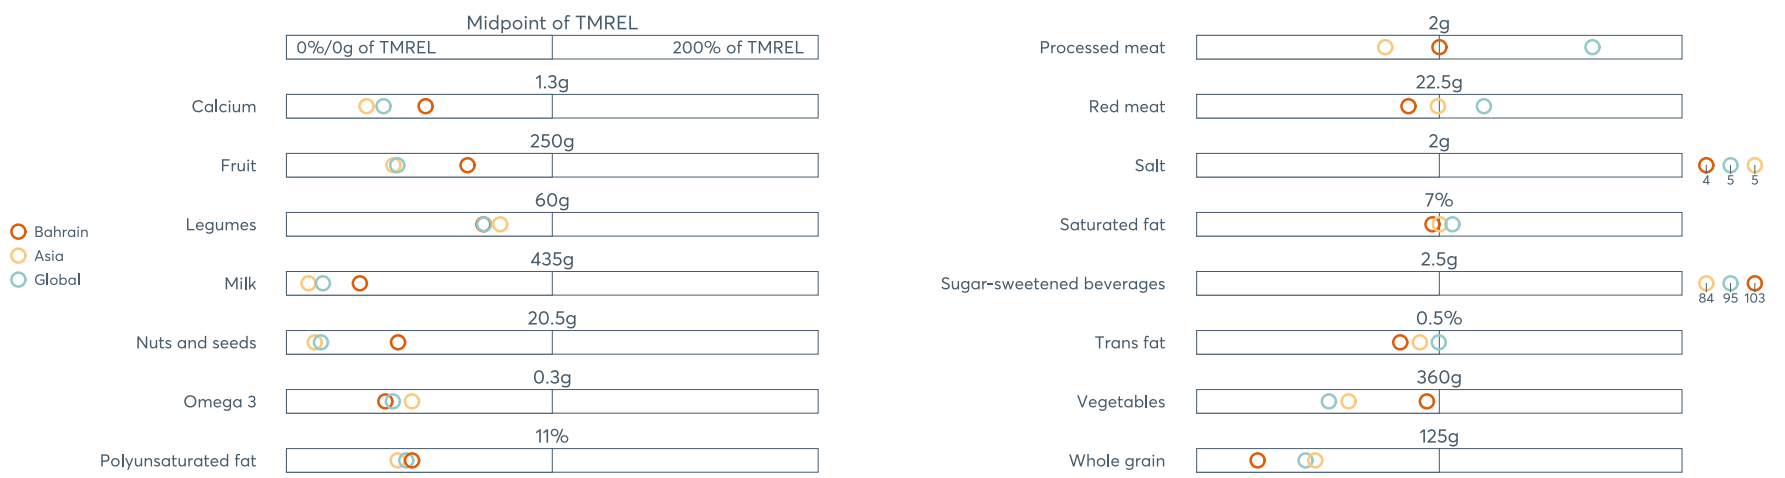 Midpoint of TMREL
0%/0g of TMREL 200% of TMREL
1.3g
Calcium
250g
Fruit
60g
Legumes
435g
Milk
20.5g
Nuts and seeds
0.3g
Omega 3
11%
Polyunsaturated fat
Bahrain
Asia
Global
2g
Processed meat
22.5g
Red meat
2g
Salt
4 5 5
7%
Saturated fat
2.5g
Sugar-sweetened beverages
84 95 103
0.5%
Trans fat
360g
Vegetables
125g
Whole grain